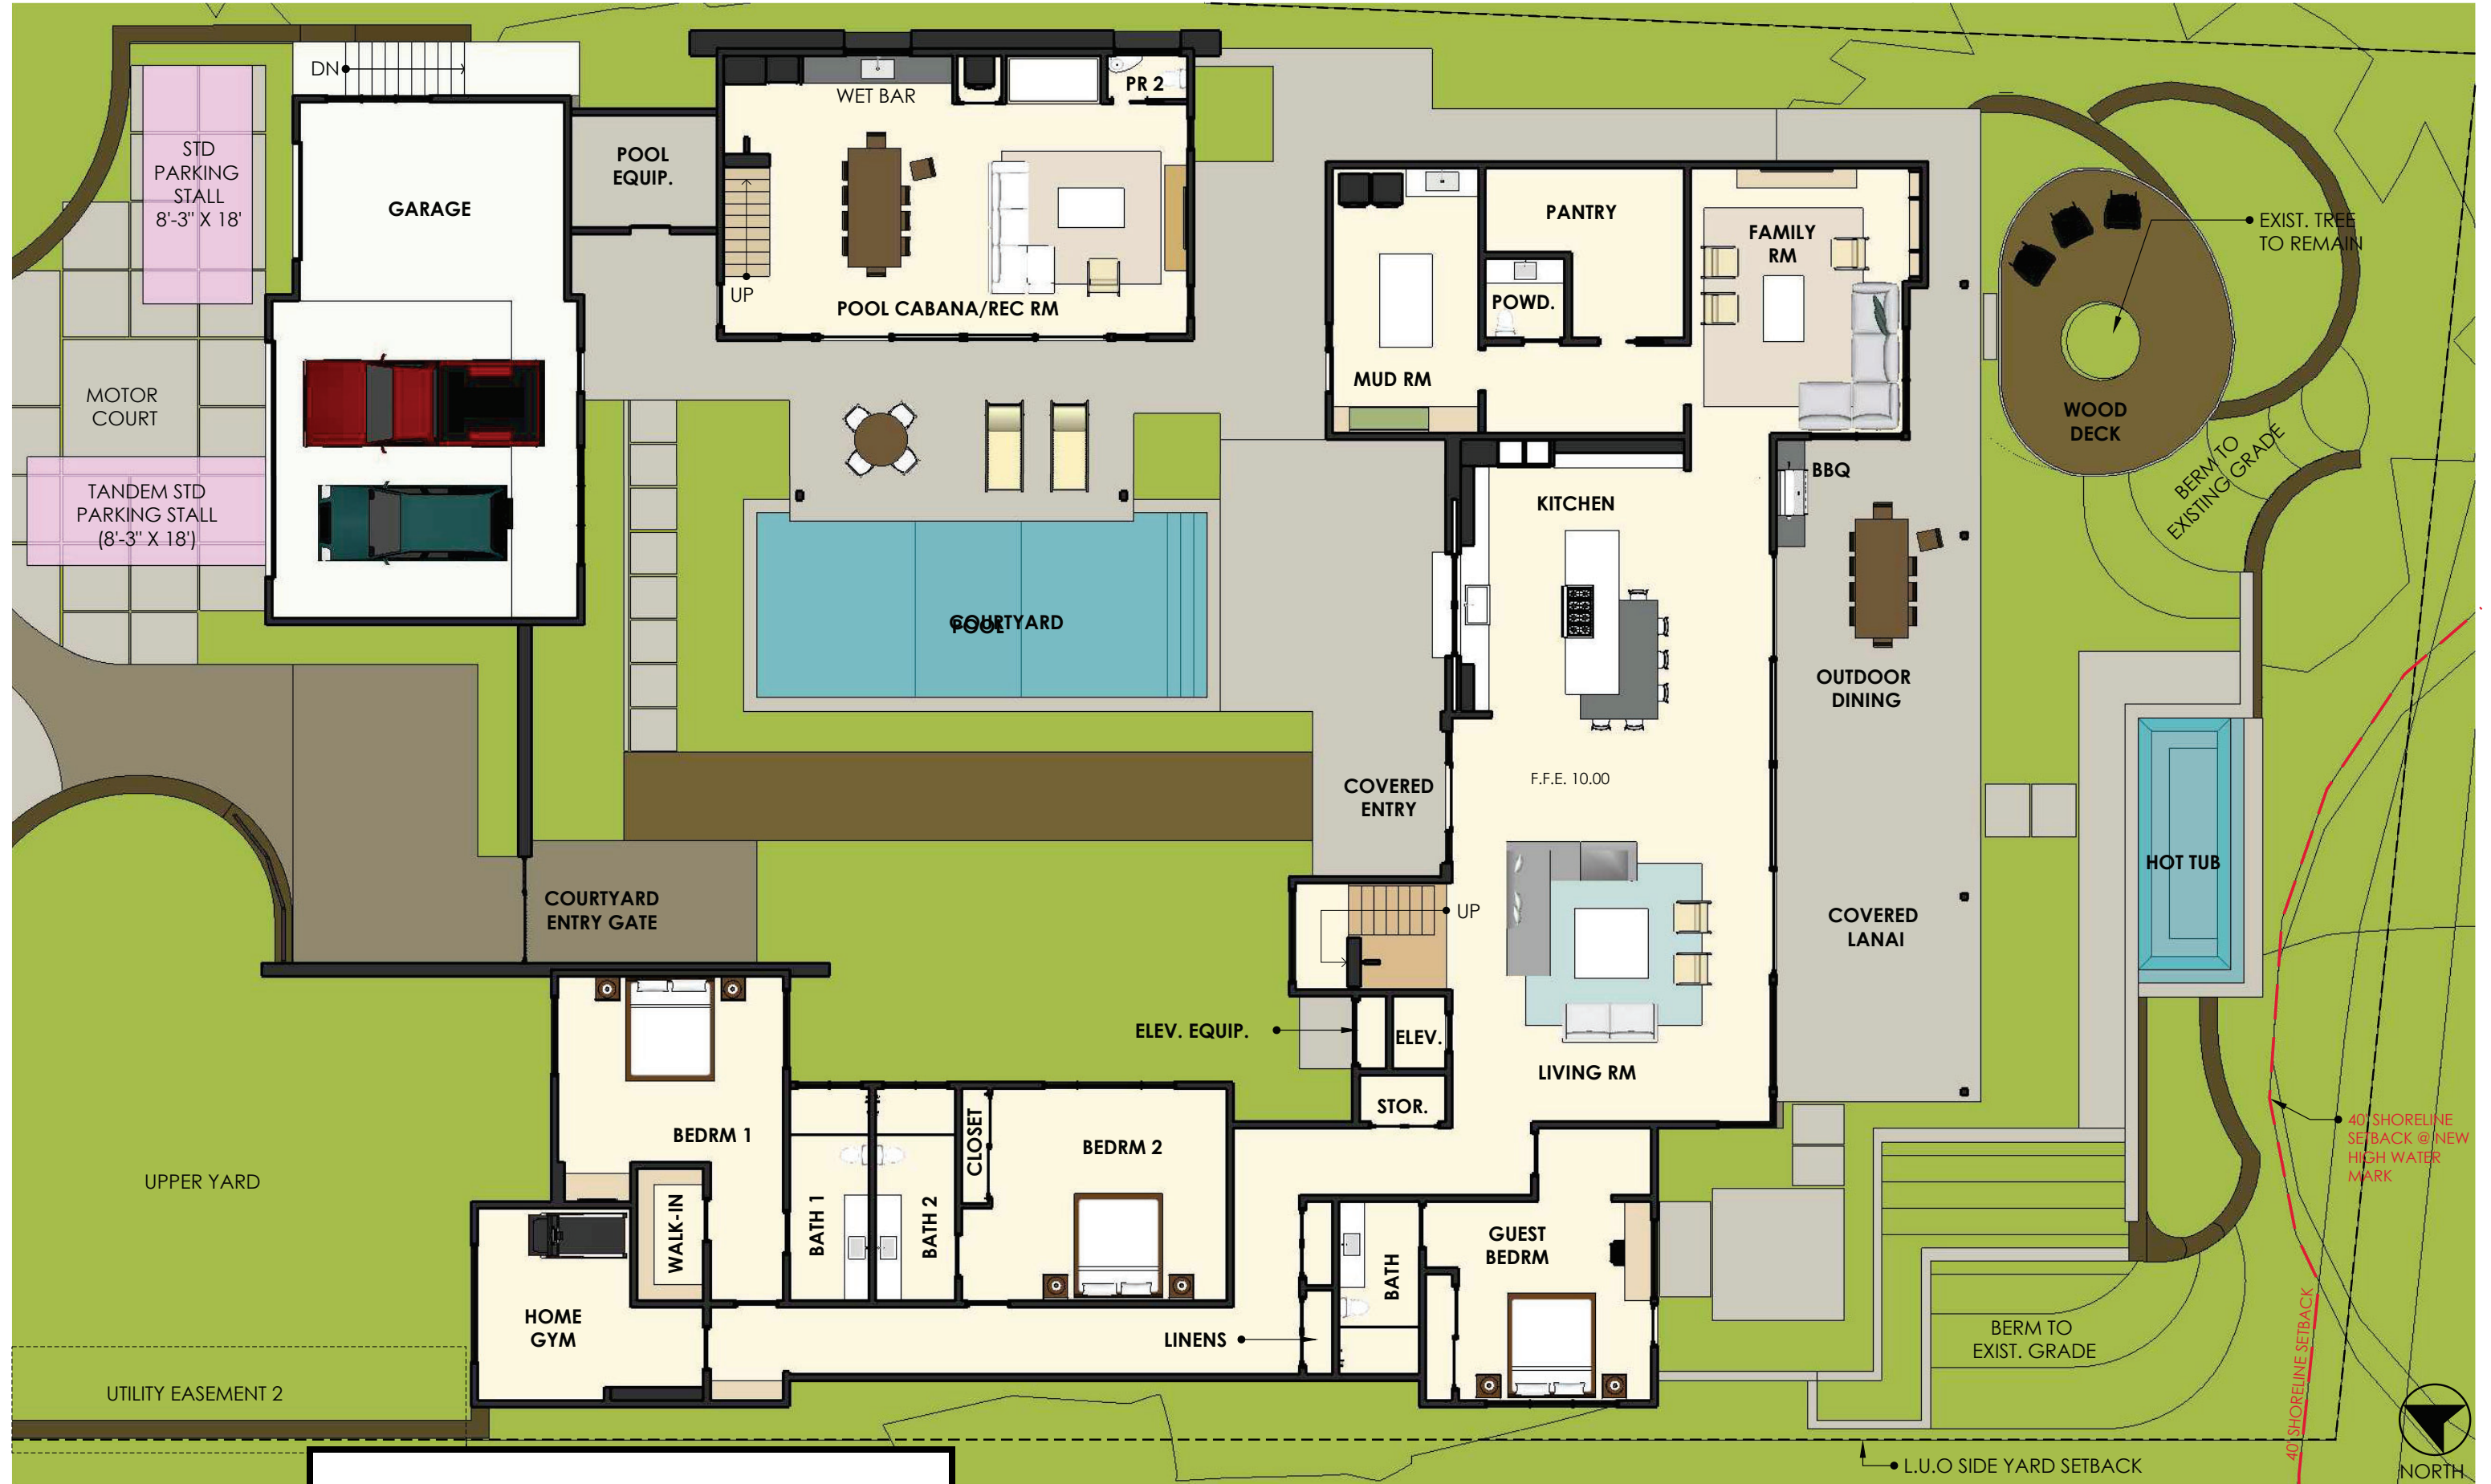 DN
STD
PARKING
STALL
8'-3" X 18'
GARAGE
POOL
EQUIP.
WET BAR
PR 2
UP
POOL CABANA/REC RM
MOTOR
COURT
TANDEM STD
PARKING STALL
(8'-3" X 18')
COURTYARD
POOL
PANTRY
POWD.
MUD RM
FAMILY
RM
EXIST. TREE
TO REMAIN
WOOD
DECK
BERM TO
EXISTING GRADE
BBQ
KITCHEN
OUTDOOR
DINING
F.F.E. 10.00
COVERED
ENTRY
HOT TUB
COURTYARD
ENTRY GATE
UP
COVERED
LANAI
ELEV. EQUIP.
ELEV.
LIVING RM
STOR.
40' SHORELINE
SETBACK @ NEW
HIGH WATER
MARK
BEDRM 1
CLOSET
BEDRM 2
UPPER YARD
WALK-IN
BATH 1
BATH 2
BATH
GUEST
BEDRM
HOME
GYM
LINENS
BERM TO
EXIST. GRADE
40' SHORELINE SETBACK
UTILITY EASEMENT 2
L.U.O SIDE YARD SETBACK
NORTH